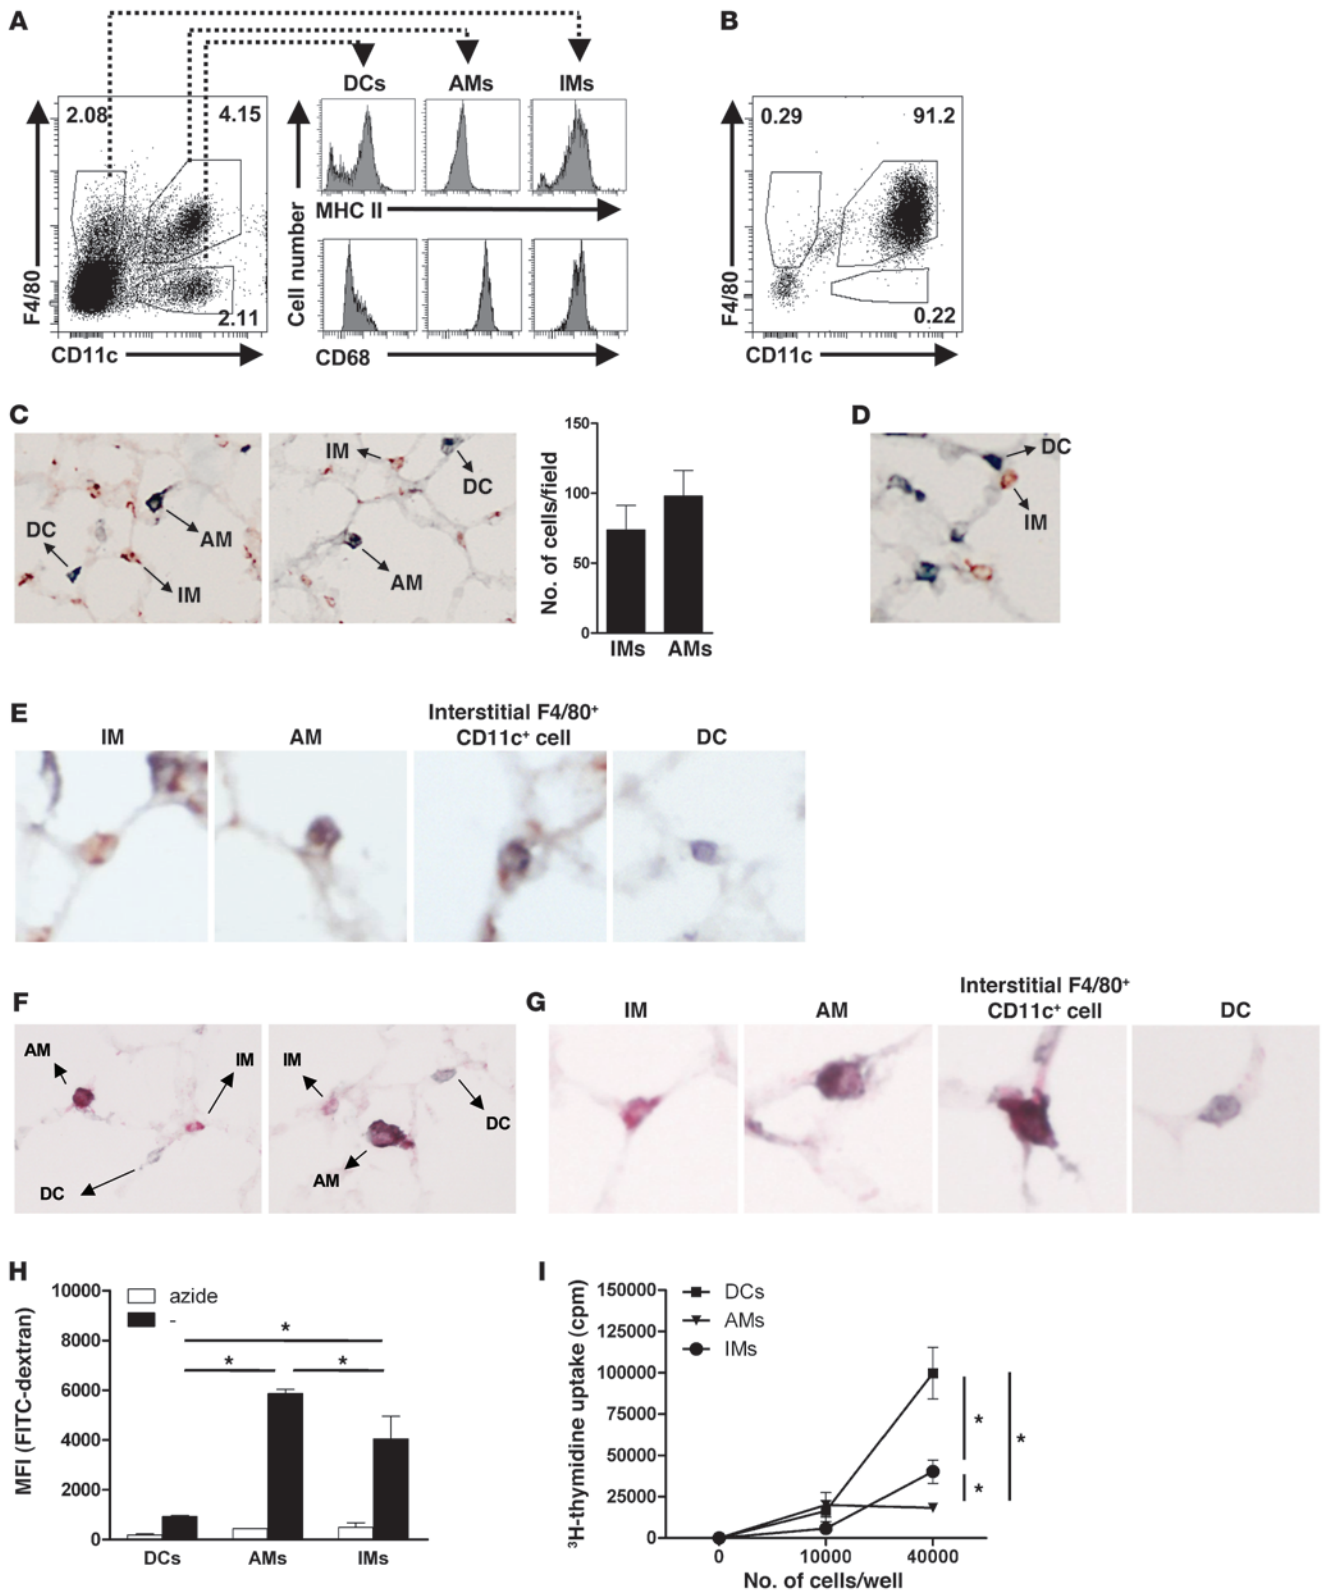 A
DCs AMs IMs
2.08 4.15
F4/80
2.11
CD11c
Cell number
MHC II
CD68
B
0.29 91.2
F4/80
0.22
CD11c
C
DC
AM
IM
IM
DC
AM
No. of cells/field
150
100
50
0
IMs AMs
D
DC
IM
E
IM
AM
Interstitial F4/80+
CD11c+ cell
DC
F
AM
IM
DC
IM
DC
AM
G
IM
AM
Interstitial F4/80+
CD11c+ cell
DC
H
MFI (FITC-dextran)
10000
8000
6000
4000
2000
0
azide
-
*
* *
DCs AMs IMs
I
³H-thymidine uptake (cpm)
150000
125000
100000
75000
50000
25000
0
DCs
AMs
IMs
*
*
*
0 10000 40000
No. of cells/well